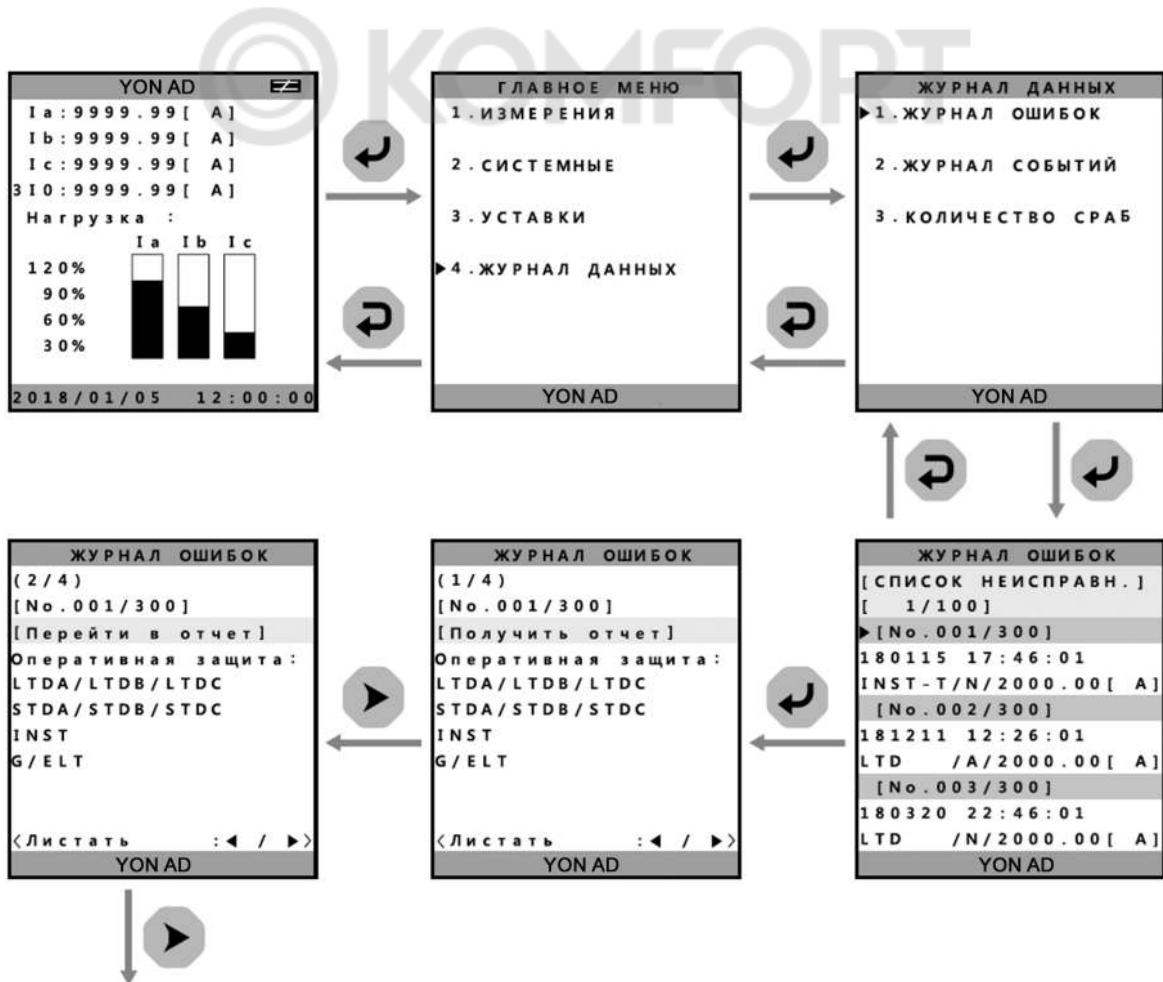 KOMFORT
YON AD
Ia:9999.99[ A]
Ib:9999.99[ A]
Ic:9999.99[ A]
3I0:9999.99[ A]
Нагрузка :
Ia Ib Ic
120%
90%
60%
30%
2018/01/05 12:00:00
ГЛАВНОЕ МЕНЮ
1.ИЗМЕРЕНИЯ
2.СИСТЕМНЫЕ
3.УСТАВКИ
▶4.ЖУРНАЛ ДАННЫХ
YON AD
ЖУРНАЛ ДАННЫХ
▶1.ЖУРНАЛ ОШИБОК
2.ЖУРНАЛ СОБЫТИЙ
3.КОЛИЧЕСТВО СРАБ
YON AD
ЖУРНАЛ ОШИБОК
(2/4)
[No.001/300]
[Перейти в отчет]
Оперативная защита:
LTDA/LTDB/LTDC
STDA/STDB/STDC
INST
G/ELT
<Листать :◀ / ▶>
YON AD
ЖУРНАЛ ОШИБОК
(1/4)
[No.001/300]
[Получить отчет]
Оперативная защита:
LTDA/LTDB/LTDC
STDA/STDB/STDC
INST
G/ELT
<Листать :◀ / ▶>
YON AD
ЖУРНАЛ ОШИБОК
[СПИСОК НЕИСПРАВН.]
[ 1/100]
▶[No.001/300]
180115 17:46:01
INST-T/N/2000.00[ A]
[No.002/300]
181211 12:26:01
LTD /A/2000.00[ A]
[No.003/300]
180320 22:46:01
LTD /N/2000.00[ A]
YON AD